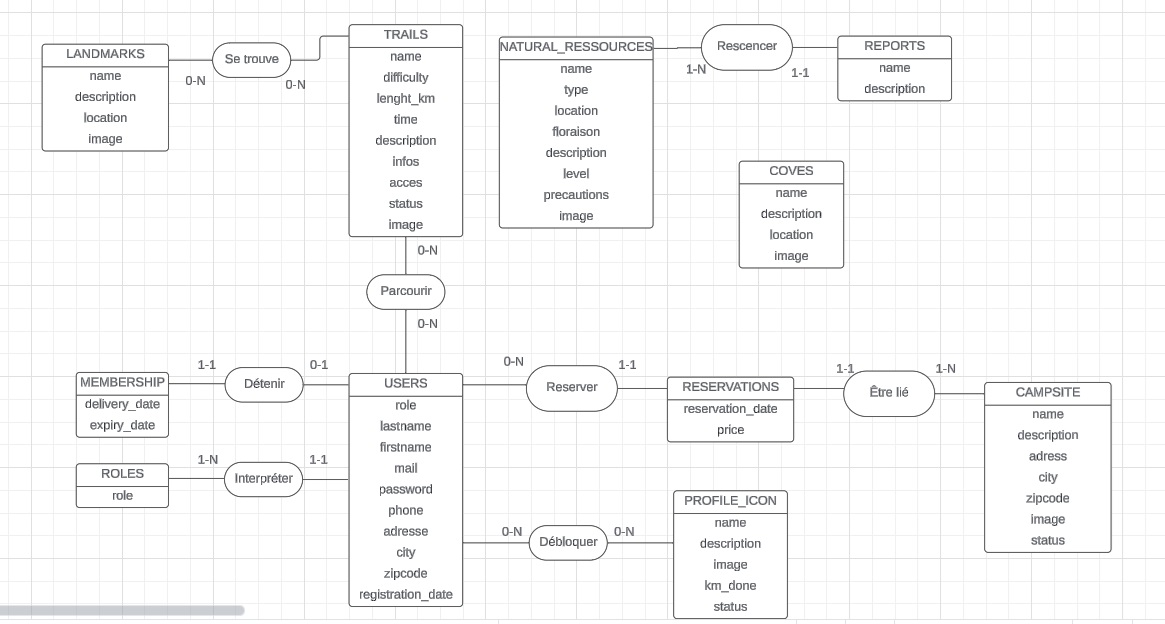 LANDMARKS
name
description
location
image
Se trouve
0-N
0-N
TRAILS
name
difficulty
lenght_km
time
description
infos
acces
status
image
NATURAL_RESSOURCES
name
type
location
floraison
description
level
precautions
image
Rescencer
1-N
1-1
REPORTS
name
description
COVES
name
description
location
image
0-N
Parcourir
0-N
MEMBERSHIP
delivery_date
expiry_date
1-1
Détenir
0-1
ROLES
role
1-N
Interpréter
1-1
USERS
role
lastname
firstname
mail
password
phone
adresse
city
zipcode
registration_date
0-N
Reserver
1-1
RESERVATIONS
reservation_date
price
1-1
Être lié
1-N
CAMPSITE
name
description
adress
city
zipcode
image
status
0-N
Débloquer
0-N
PROFILE_ICON
name
description
image
km_done
status